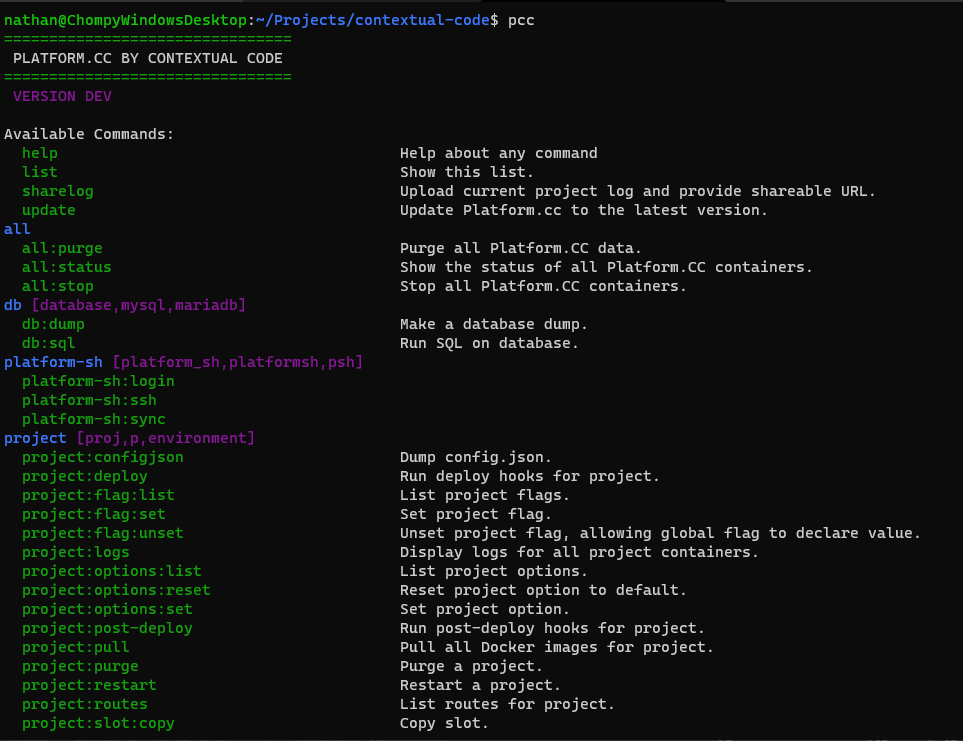 nathan@ChompyWindowsDesktop:~/Projects/contextual-code$ pcc
================================
PLATFORM.CC BY CONTEXTUAL CODE
================================
VERSION DEV
Available Commands:
help Help about any command
list Show this list.
sharelog Upload current project log and provide shareable URL.
update Update Platform.cc to the latest version.
all
all:purge Purge all Platform.CC data.
all:status Show the status of all Platform.CC containers.
all:stop Stop all Platform.CC containers.
db [database,mysql,mariadb]
db:dump Make a database dump.
db:sql Run SQL on database.
platform-sh [platform_sh,platformsh,psh]
platform-sh:login
platform-sh:ssh
platform-sh:sync
project [proj,p,environment]
project:configjson Dump config.json.
project:deploy Run deploy hooks for project.
project:flag:list List project flags.
project:flag:set Set project flag.
project:flag:unset Unset project flag, allowing global flag to declare value.
project:logs Display logs for all project containers.
project:options:list List project options.
project:options:reset Reset project option to default.
project:options:set Set project option.
project:post-deploy Run post-deploy hooks for project.
project:pull Pull all Docker images for project.
project:purge Purge a project.
project:restart Restart a project.
project:routes List routes for project.
project:slot:copy Copy slot.